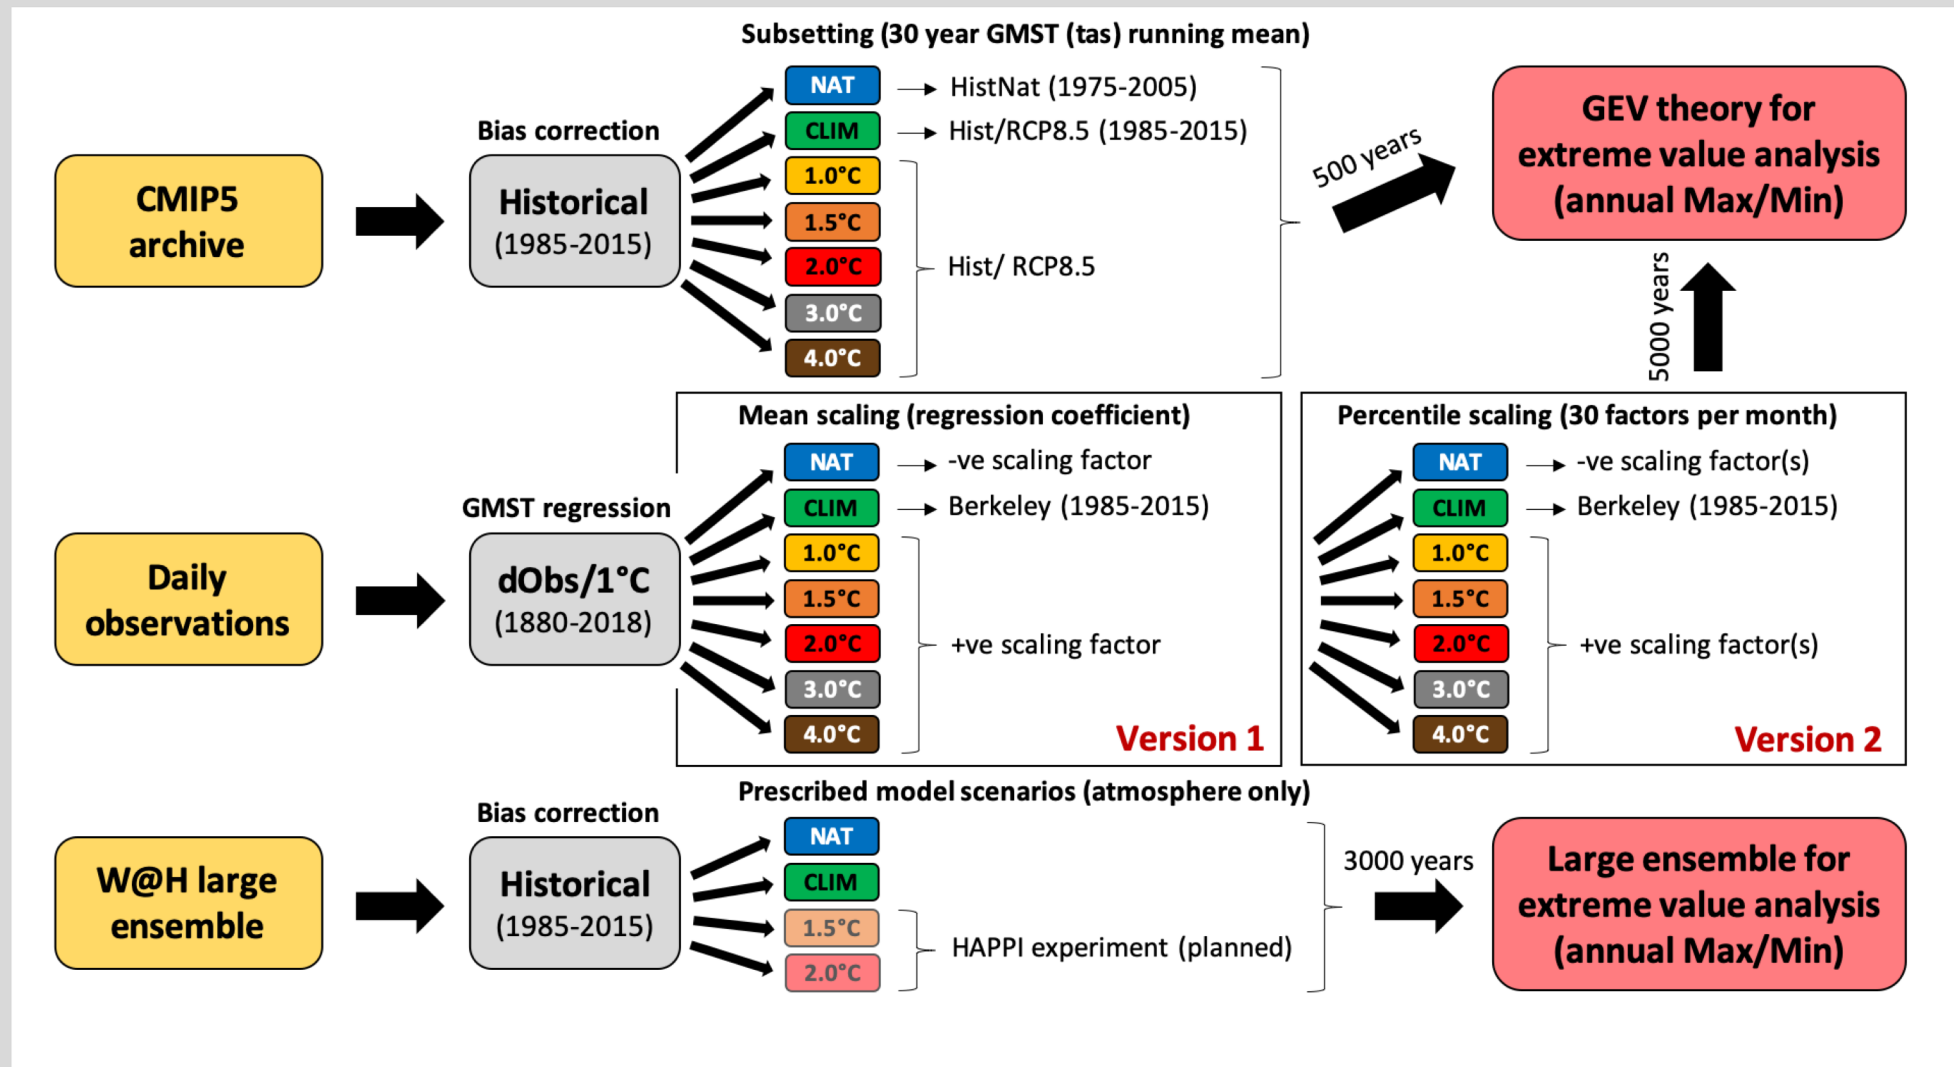 Subsetting (30 year GMST (tas) running mean)
CMIP5
archive
Bias correction
Historical
(1985-2015)
NAT
HistNat (1975-2005)
CLIM
Hist/RCP8.5 (1985-2015)
1.0°C
1.5°C
2.0°C
3.0°C
4.0°C
Hist/ RCP8.5
500 years
GEV theory for
extreme value analysis
(annual Max/Min)
5000 years
Daily
observations
GMST regression
dObs/1°C
(1880-2018)
Mean scaling (regression coefficient)
NAT
-ve scaling factor
CLIM
Berkeley (1985-2015)
1.0°C
1.5°C
2.0°C
3.0°C
4.0°C
+ve scaling factor
Version 1
Percentile scaling (30 factors per month)
NAT
-ve scaling factor(s)
CLIM
Berkeley (1985-2015)
1.0°C
1.5°C
2.0°C
3.0°C
4.0°C
+ve scaling factor(s)
Version 2
W@H large
ensemble
Bias correction
Historical
(1985-2015)
Prescribed model scenarios (atmosphere only)
NAT
CLIM
1.5°C
2.0°C
HAPPI experiment (planned)
3000 years
Large ensemble for
extreme value analysis
(annual Max/Min)